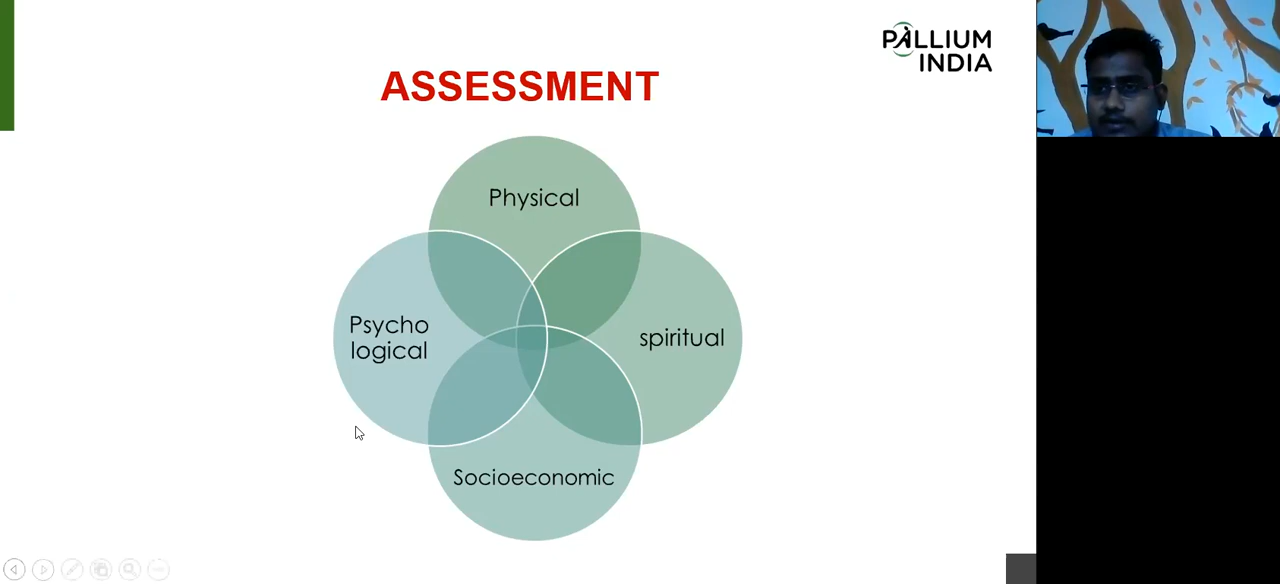 PALLIUM
INDIA
ASSESSMENT
Physical
Psycho
logical
spiritual
Socioeconomic